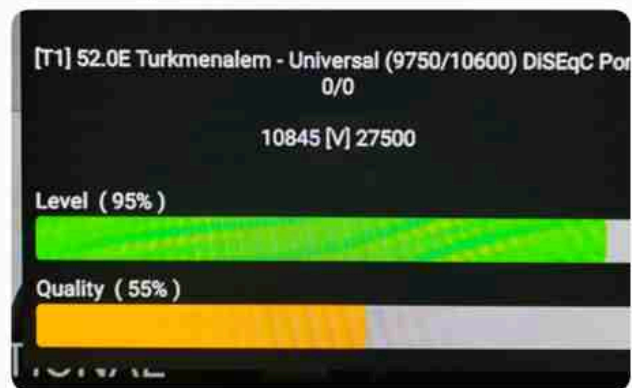 [T1] 52.0E Turkmenalem - Universal (9750/10600) DiSEqC Por
0/0
10845 [V] 27500
Level ( 95% )
Quality ( 55% )